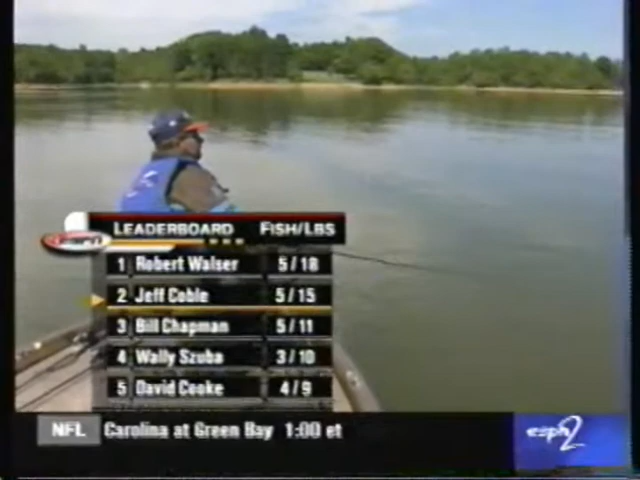 LEADERBOARD FISH/LBS
ESPN
1 Robert Walser 5/18
2 Jeff Coble 5/15
3 Bill Chapman 5/11
4 Wally Szuba 3/10
5 David Cooke 4/9
NFL Carolina at Green Bay 1:00 et
espn2